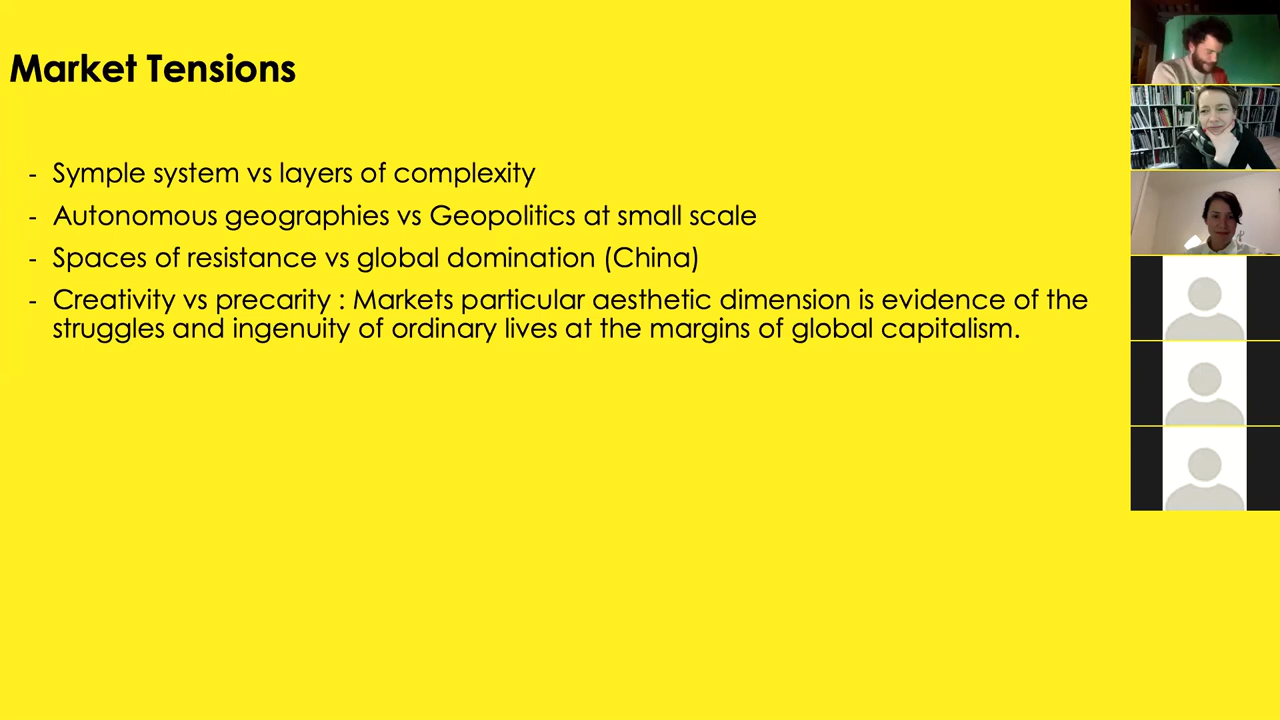 Market Tensions
- Symple system vs layers of complexity
- Autonomous geographies vs Geopolitics at small scale
- Spaces of resistance vs global domination (China)
- Creativity vs precarity : Markets particular aesthetic dimension is evidence of the
struggles and ingenuity of ordinary lives at the margins of global capitalism.